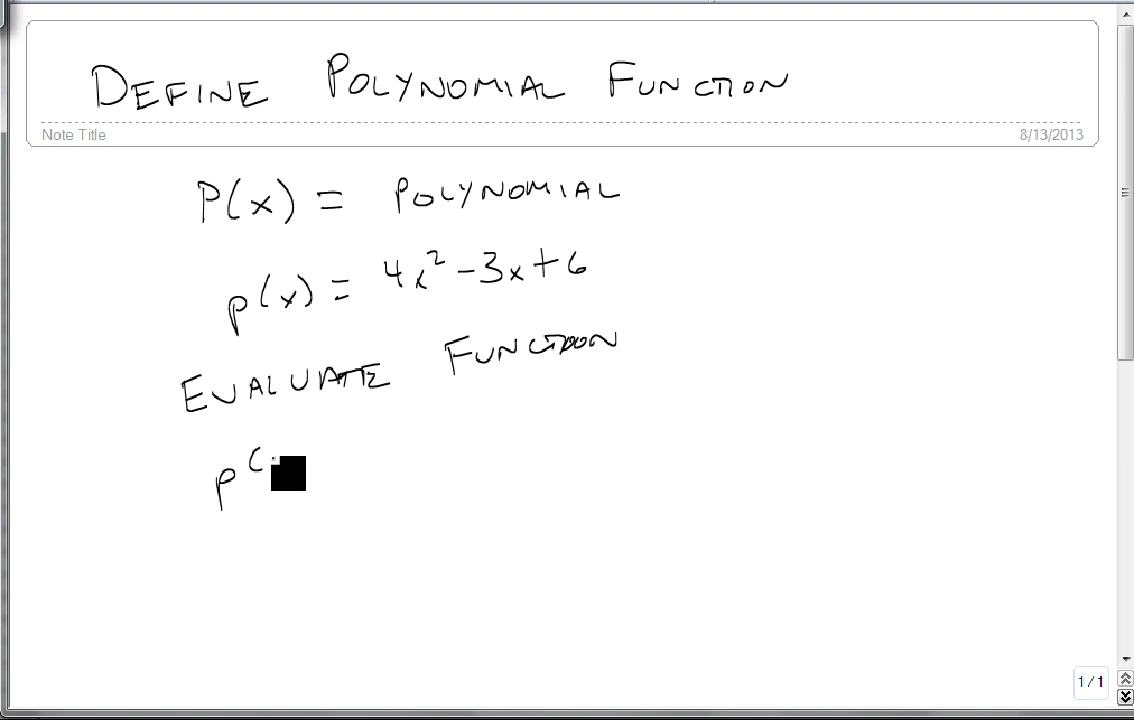 DEFINE POLYNOMIAL FUNCTION
Note Title 8/13/2013
P(x) = POLYNOMIAL
p(x) = 4x² - 3x + 6
EVALUATE FUNCTION
p(
1 / 1